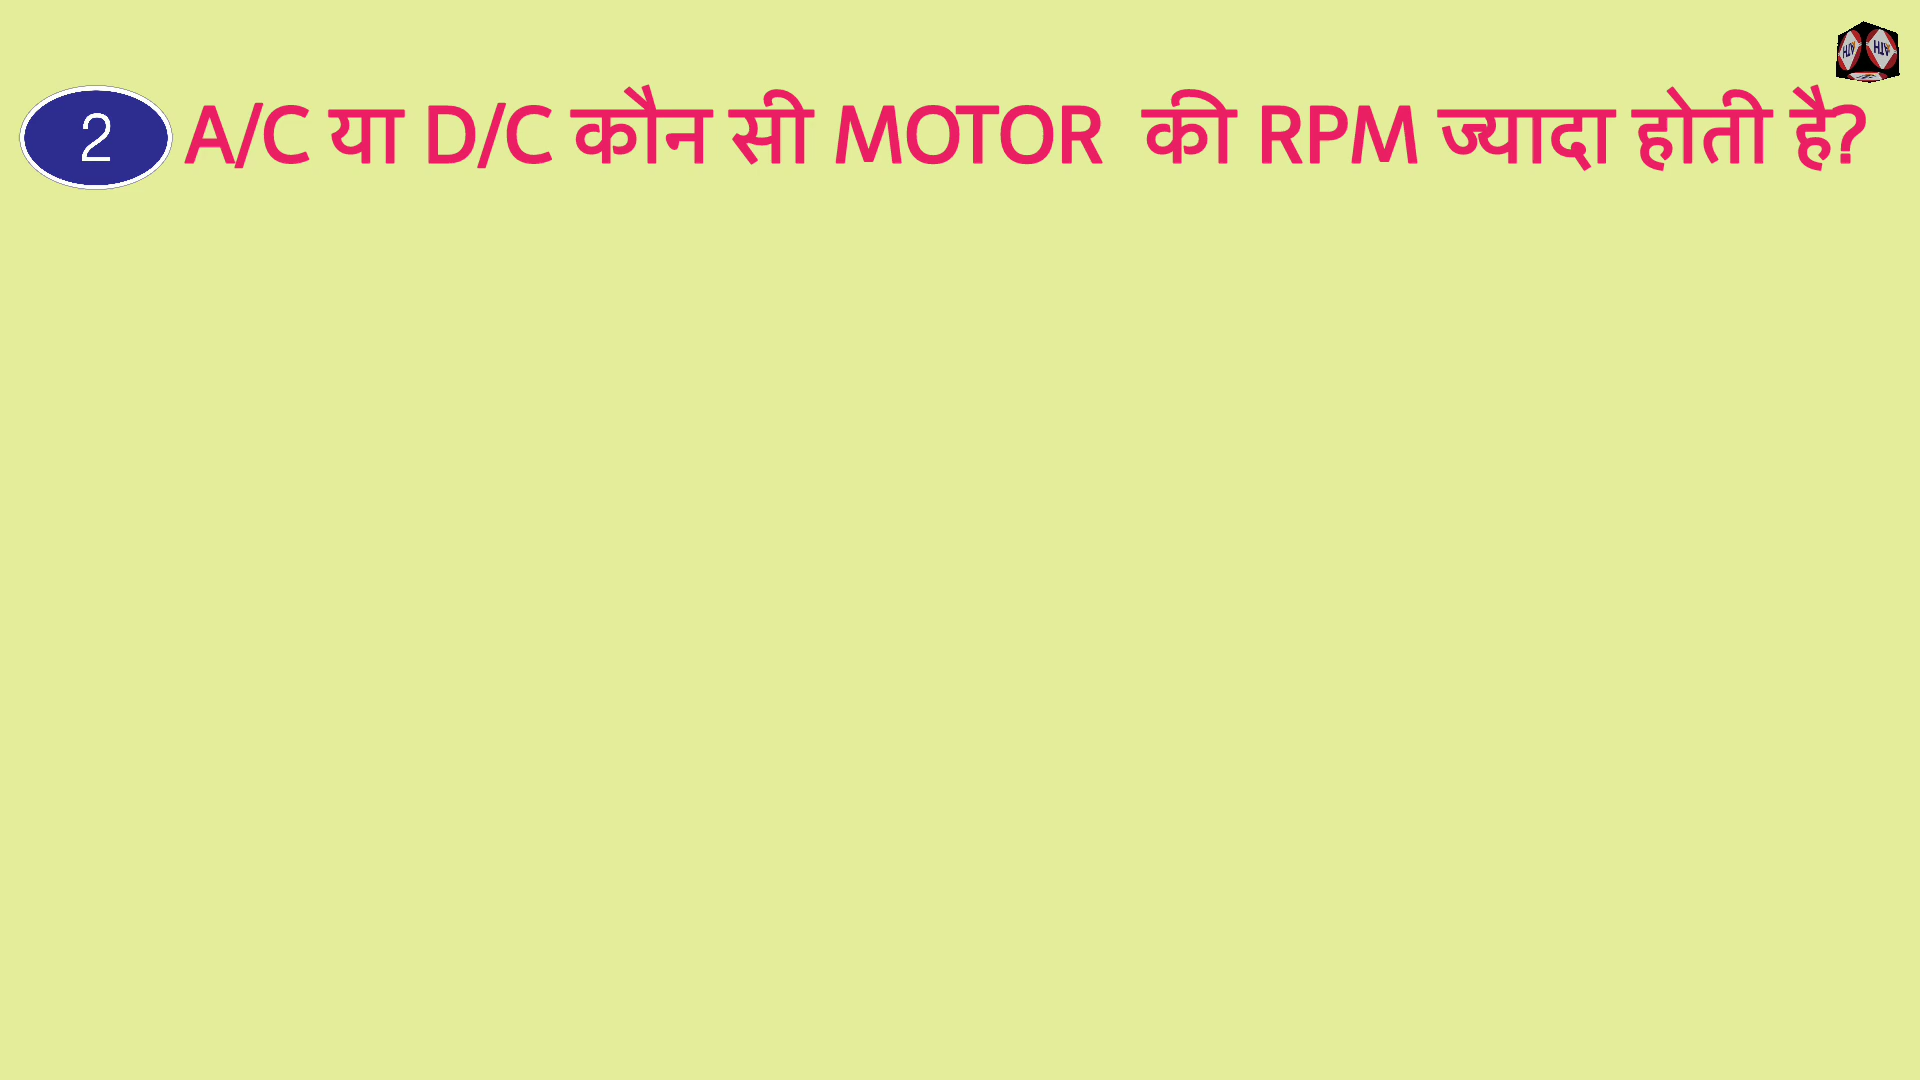 2 A/C या D/C कौन सी MOTOR की RPM ज्यादा होती है?